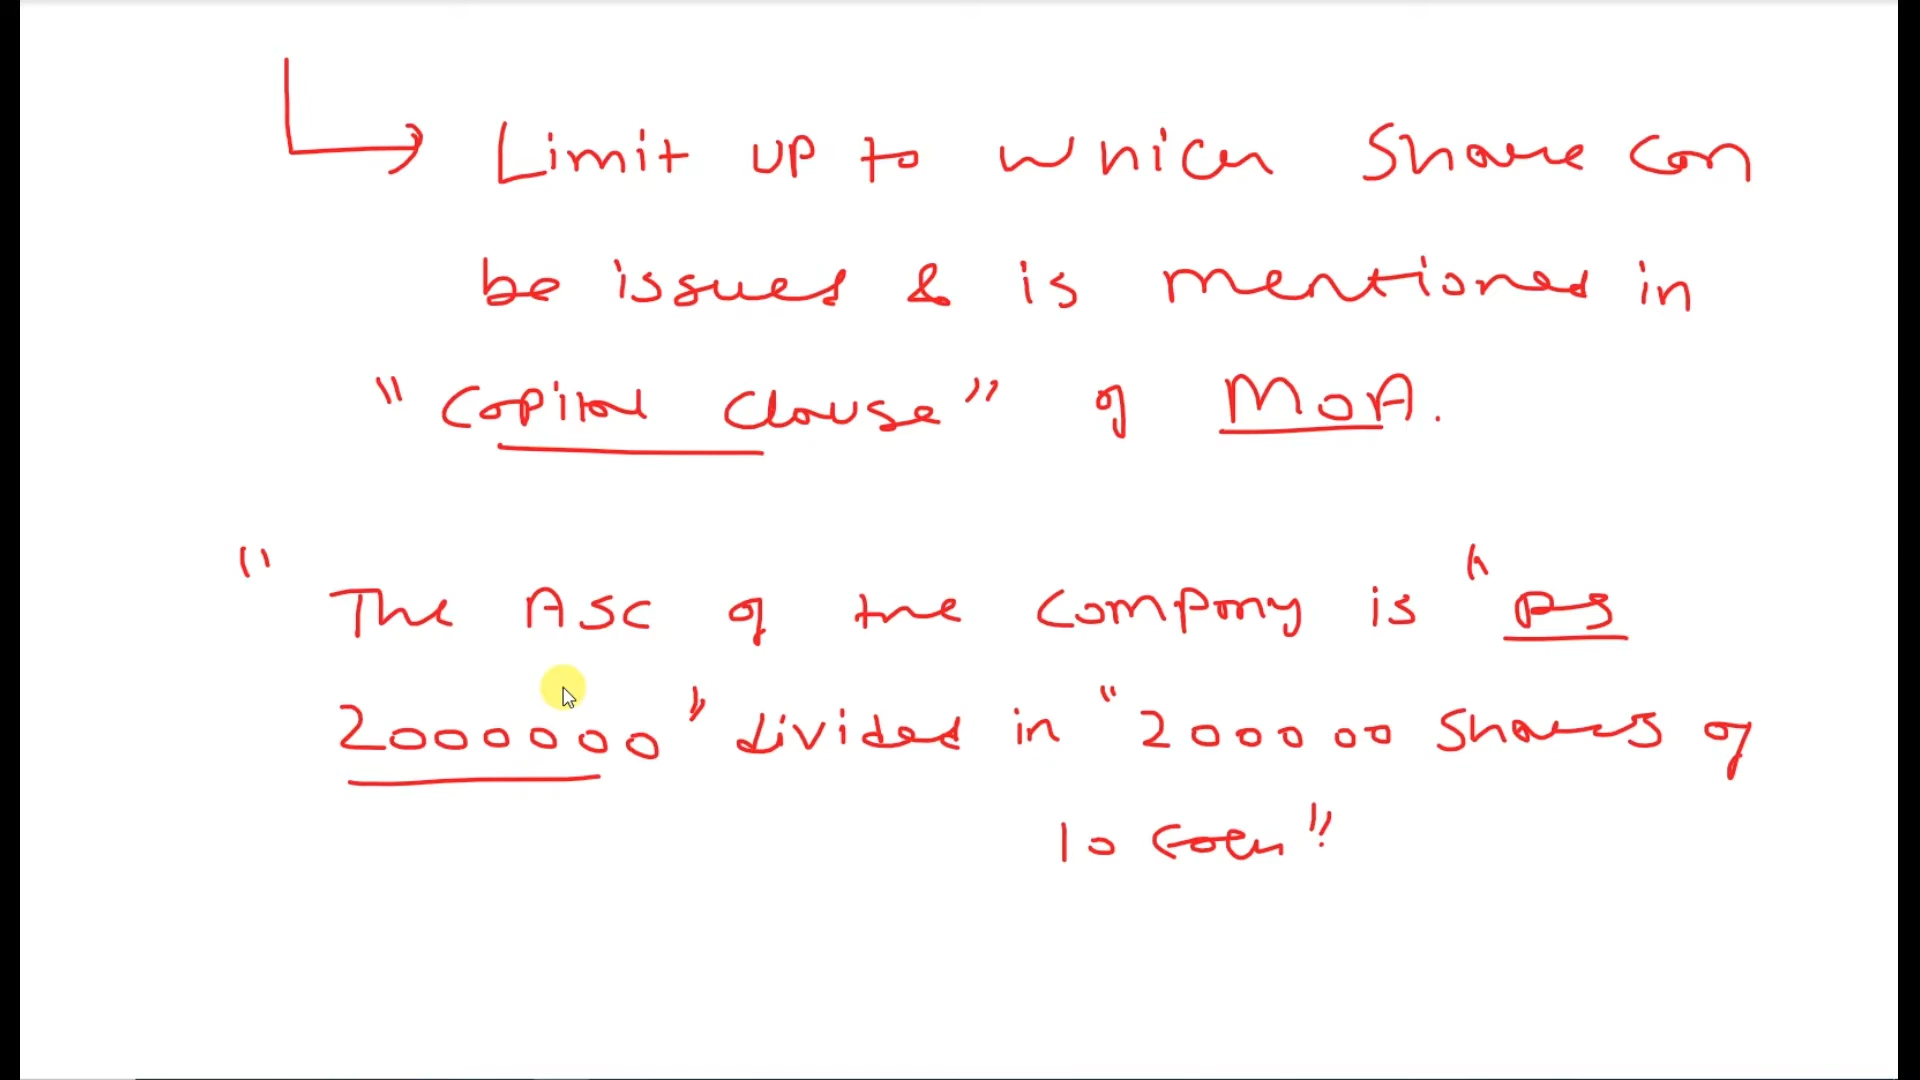 Limit up to which Share can
be issued & is mentioned in
"Capital Clause" of MOA.
" The ASC of the Company is " Rs
2000000" divided in "200000 Shares of
10 each"